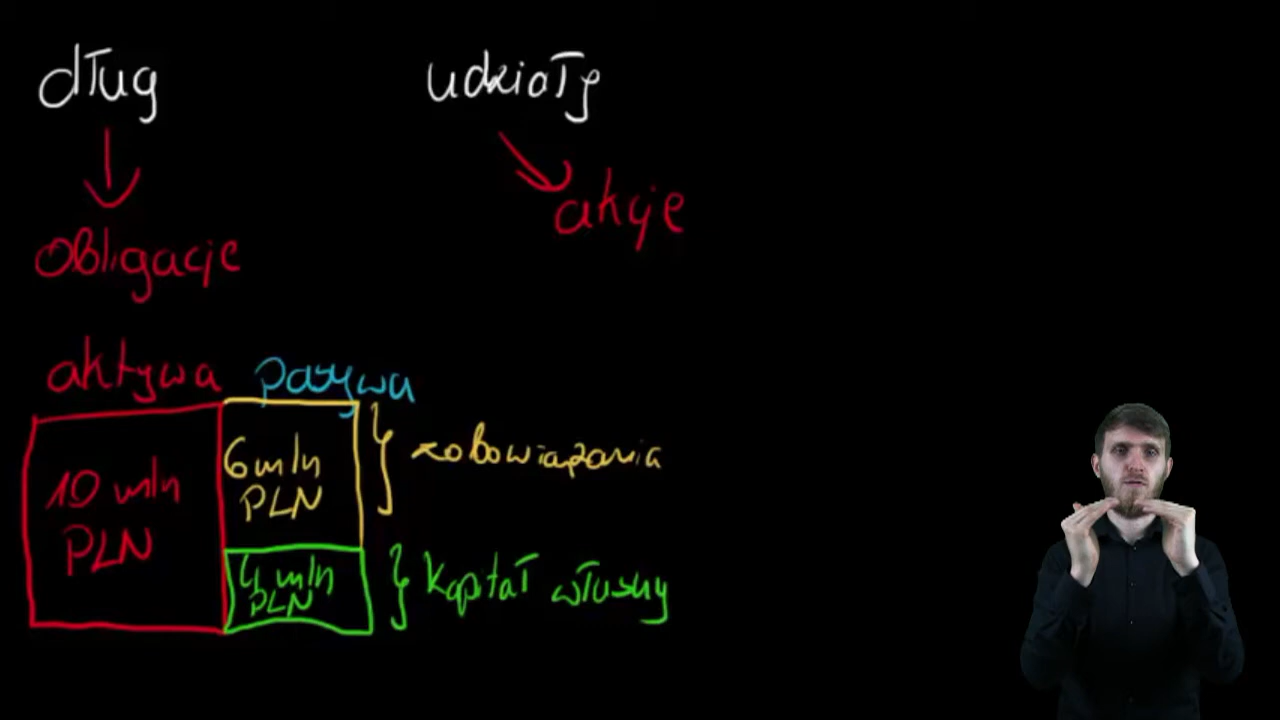 dług
udziały
obligacje
akcje
aktywa
pasywa
10 mln
PLN
6 mln
PLN
zobowiązania
4 mln
PLN
kapitał własny